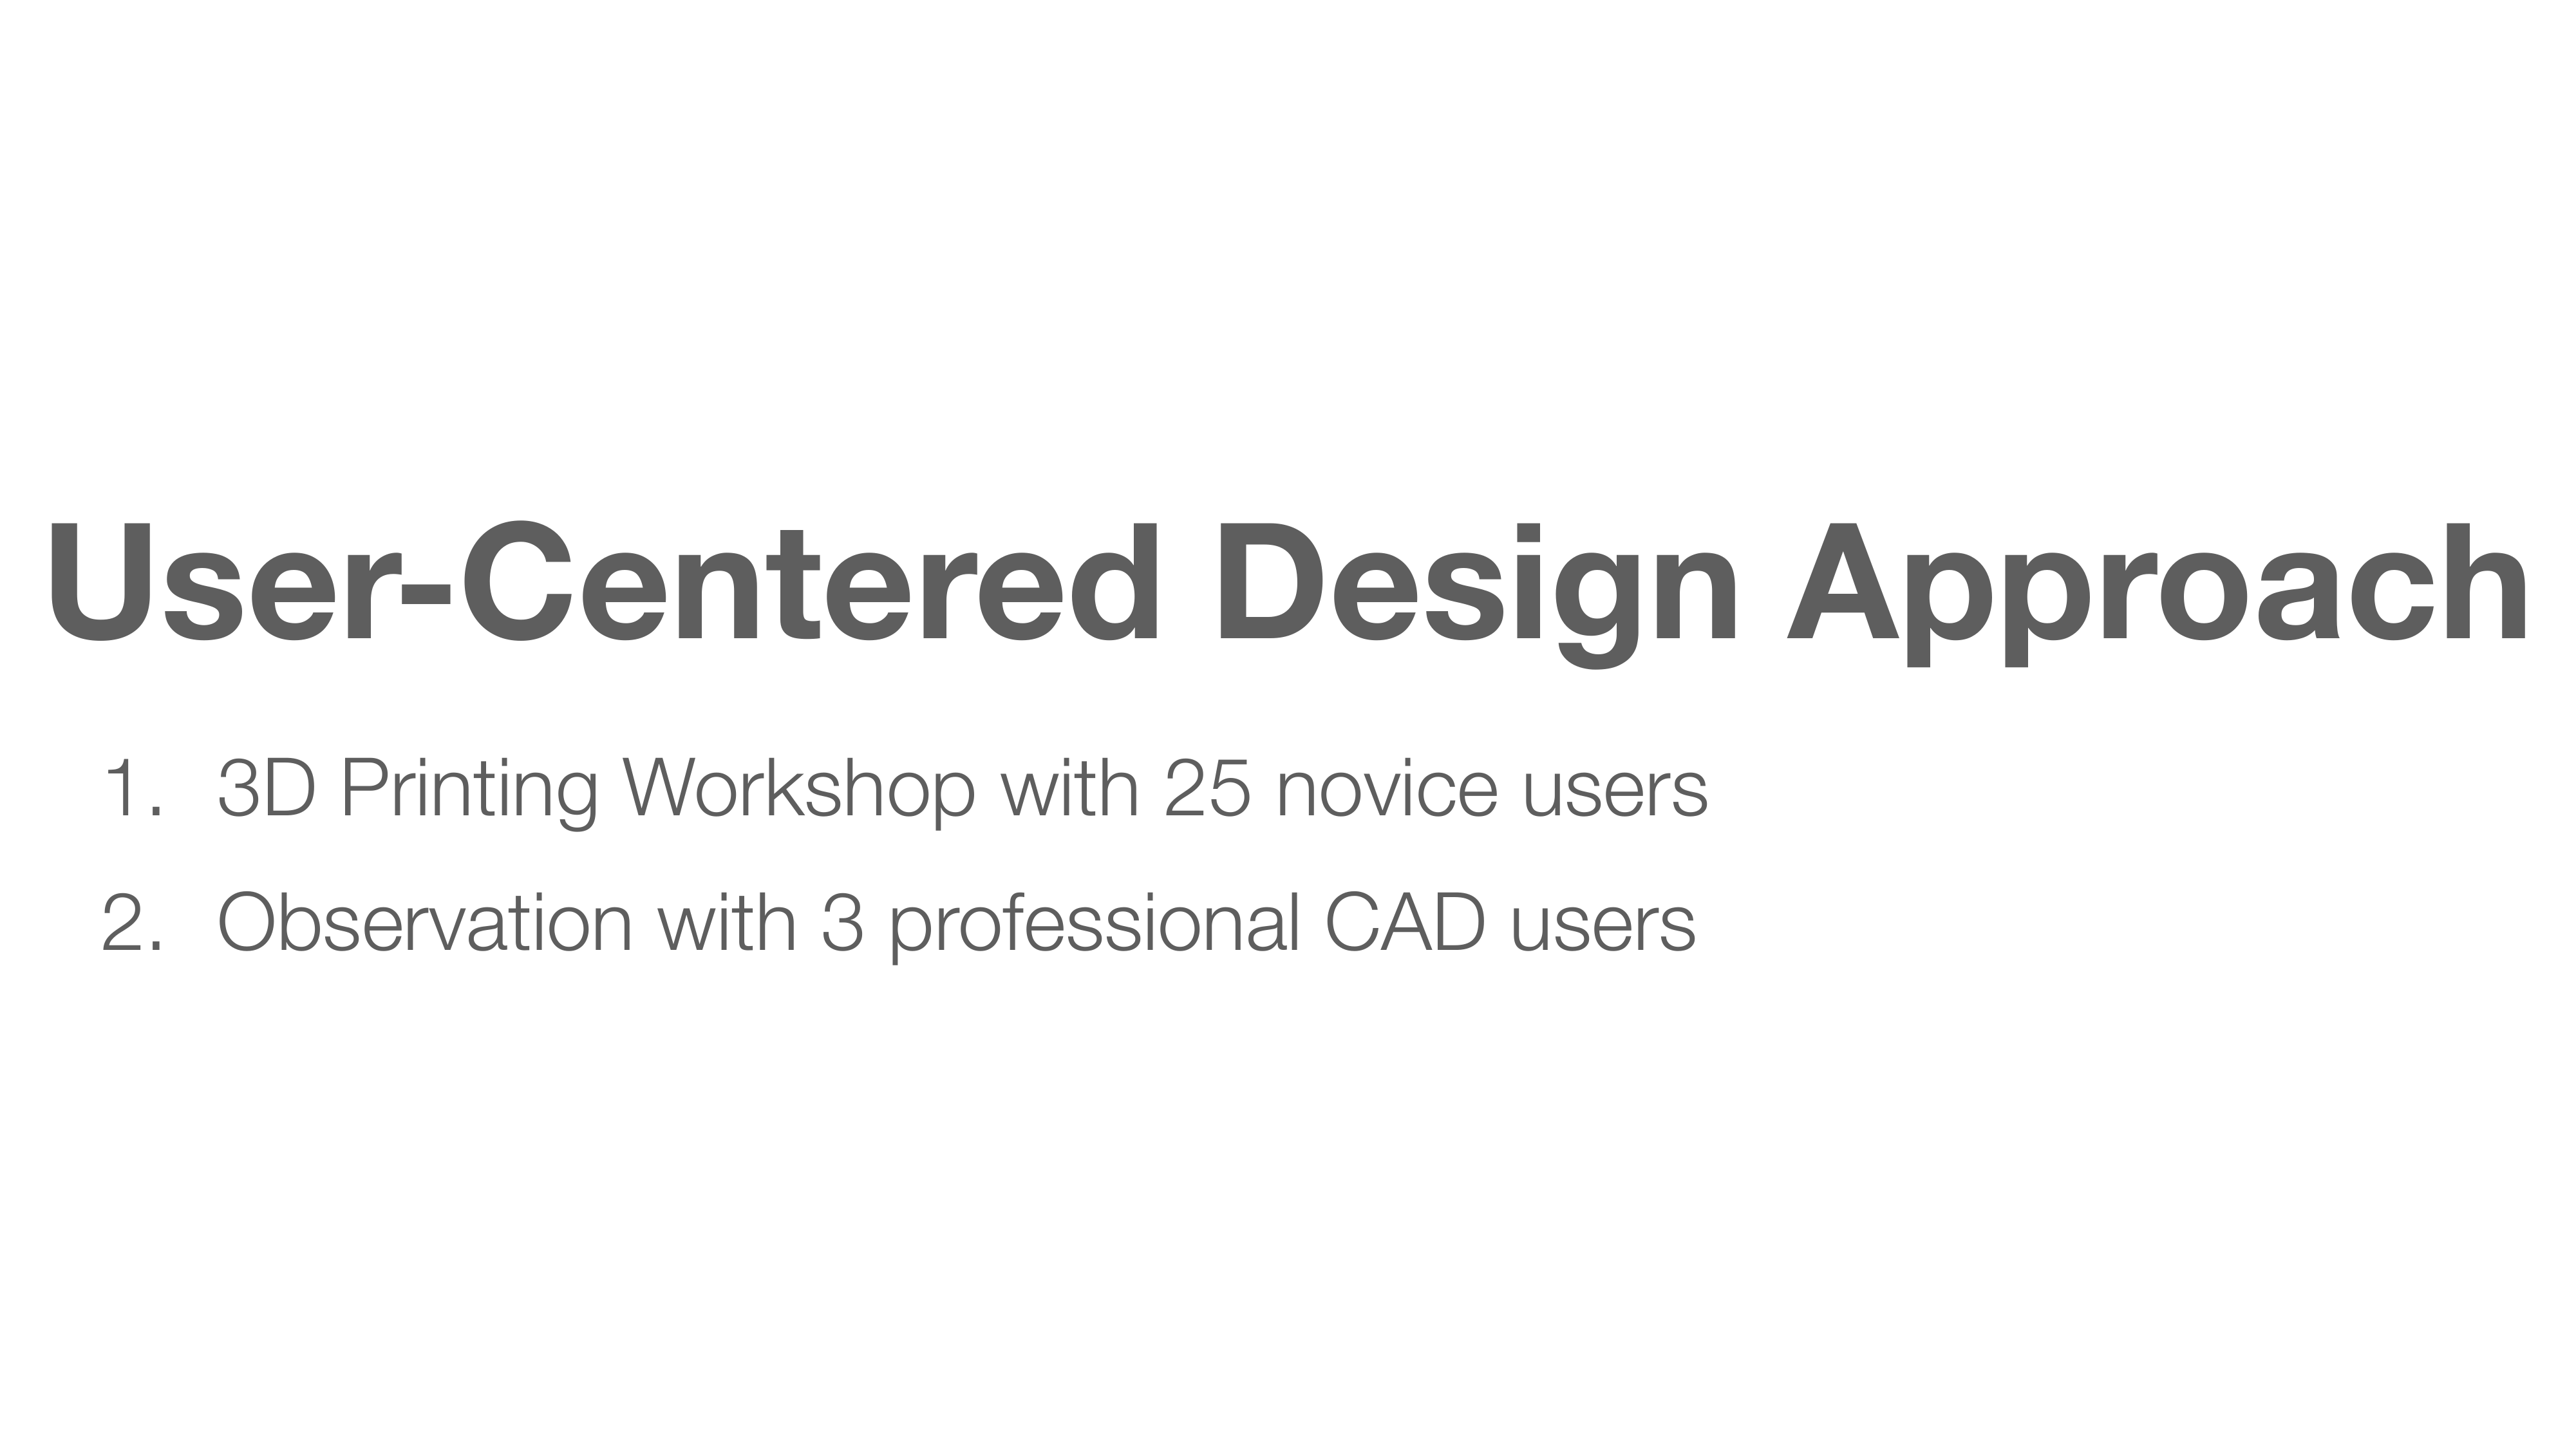 User-Centered Design Approach
1. 3D Printing Workshop with 25 novice users
2. Observation with 3 professional CAD users